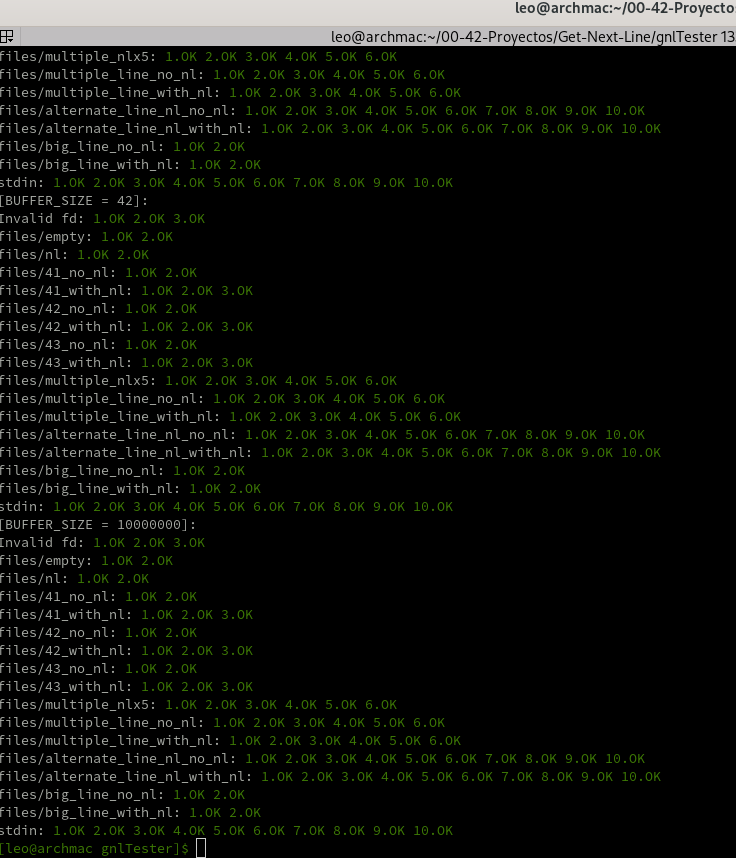 leo@archmac:~/00-42-Proyecto
leo@archmac:~/00-42-Proyectos/Get-Next-Line/gnlTester 13
files/multiple_nlx5: 1.OK 2.OK 3.OK 4.OK 5.OK 6.OK
files/multiple_line_no_nl: 1.OK 2.OK 3.OK 4.OK 5.OK 6.OK
files/multiple_line_with_nl: 1.OK 2.OK 3.OK 4.OK 5.OK 6.OK
files/alternate_line_nl_no_nl: 1.OK 2.OK 3.OK 4.OK 5.OK 6.OK 7.OK 8.OK 9.OK 10.OK
files/alternate_line_nl_with_nl: 1.OK 2.OK 3.OK 4.OK 5.OK 6.OK 7.OK 8.OK 9.OK 10.OK
files/big_line_no_nl: 1.OK 2.OK
files/big_line_with_nl: 1.OK 2.OK
stdin: 1.OK 2.OK 3.OK 4.OK 5.OK 6.OK 7.OK 8.OK 9.OK 10.OK
[BUFFER_SIZE = 42]:
Invalid fd: 1.OK 2.OK 3.OK
files/empty: 1.OK 2.OK
files/nl: 1.OK 2.OK
files/41_no_nl: 1.OK 2.OK
files/41_with_nl: 1.OK 2.OK 3.OK
files/42_no_nl: 1.OK 2.OK
files/42_with_nl: 1.OK 2.OK 3.OK
files/43_no_nl: 1.OK 2.OK
files/43_with_nl: 1.OK 2.OK 3.OK
files/multiple_nlx5: 1.OK 2.OK 3.OK 4.OK 5.OK 6.OK
files/multiple_line_no_nl: 1.OK 2.OK 3.OK 4.OK 5.OK 6.OK
files/multiple_line_with_nl: 1.OK 2.OK 3.OK 4.OK 5.OK 6.OK
files/alternate_line_nl_no_nl: 1.OK 2.OK 3.OK 4.OK 5.OK 6.OK 7.OK 8.OK 9.OK 10.OK
files/alternate_line_nl_with_nl: 1.OK 2.OK 3.OK 4.OK 5.OK 6.OK 7.OK 8.OK 9.OK 10.OK
files/big_line_no_nl: 1.OK 2.OK
files/big_line_with_nl: 1.OK 2.OK
stdin: 1.OK 2.OK 3.OK 4.OK 5.OK 6.OK 7.OK 8.OK 9.OK 10.OK
[BUFFER_SIZE = 10000000]:
Invalid fd: 1.OK 2.OK 3.OK
files/empty: 1.OK 2.OK
files/nl: 1.OK 2.OK
files/41_no_nl: 1.OK 2.OK
files/41_with_nl: 1.OK 2.OK 3.OK
files/42_no_nl: 1.OK 2.OK
files/42_with_nl: 1.OK 2.OK 3.OK
files/43_no_nl: 1.OK 2.OK
files/43_with_nl: 1.OK 2.OK 3.OK
files/multiple_nlx5: 1.OK 2.OK 3.OK 4.OK 5.OK 6.OK
files/multiple_line_no_nl: 1.OK 2.OK 3.OK 4.OK 5.OK 6.OK
files/multiple_line_with_nl: 1.OK 2.OK 3.OK 4.OK 5.OK 6.OK
files/alternate_line_nl_no_nl: 1.OK 2.OK 3.OK 4.OK 5.OK 6.OK 7.OK 8.OK 9.OK 10.OK
files/alternate_line_nl_with_nl: 1.OK 2.OK 3.OK 4.OK 5.OK 6.OK 7.OK 8.OK 9.OK 10.OK
files/big_line_no_nl: 1.OK 2.OK
files/big_line_with_nl: 1.OK 2.OK
stdin: 1.OK 2.OK 3.OK 4.OK 5.OK 6.OK 7.OK 8.OK 9.OK 10.OK
[leo@archmac gnlTester]$